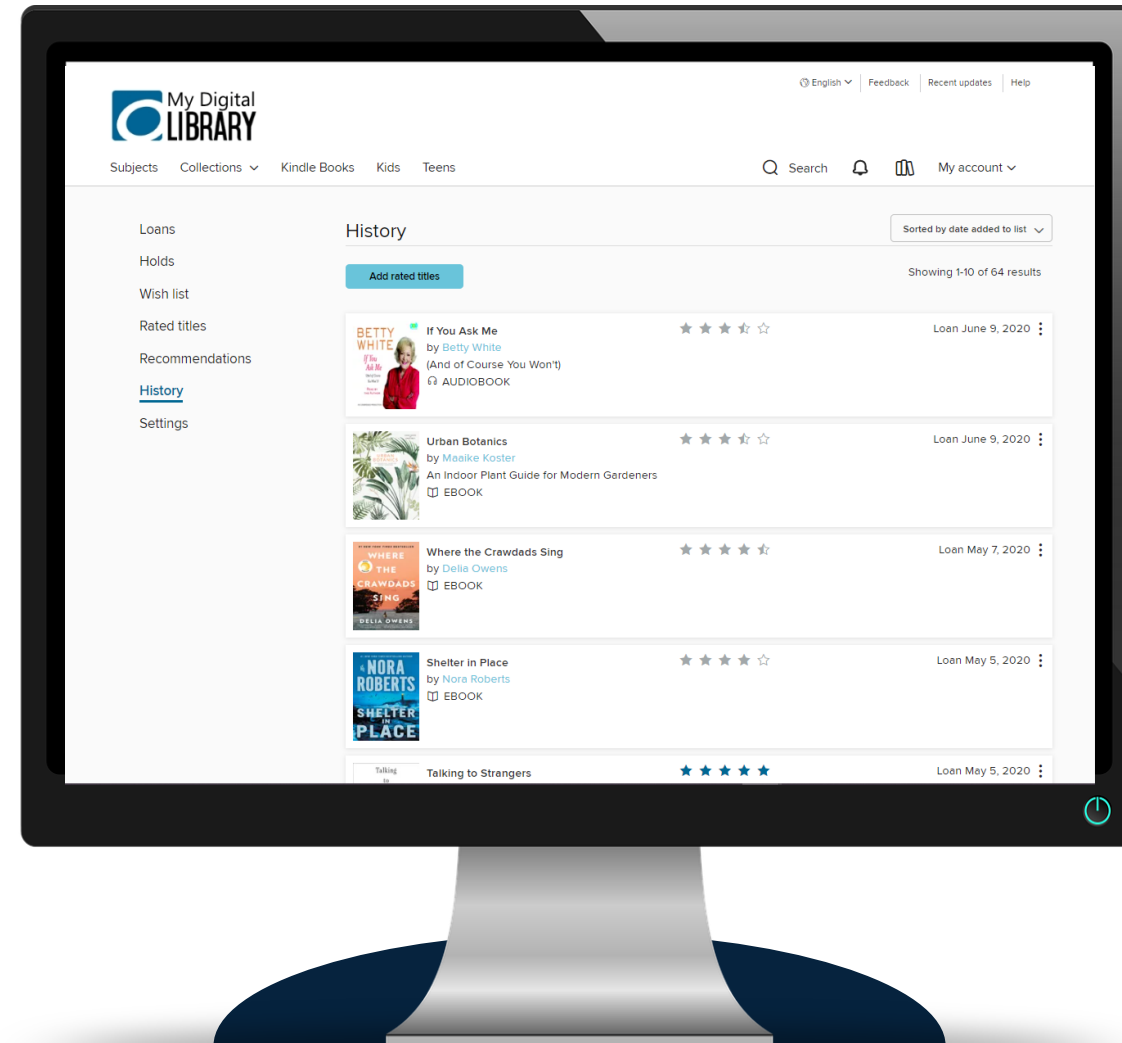 English
Feedback
Recent updates
Help
My Digital
LIBRARY
Subjects
Collections
Kindle Books
Kids
Teens
Search
My account
Loans
Holds
Wish list
Rated titles
Recommendations
History
Settings
History
Sorted by date added to list
Add rated titles
Showing 1-10 of 64 results
BETTY
WHITE
If You
Ask Me
If You Ask Me
by Betty White
(And of Course You Won't)
AUDIOBOOK
Loan June 9, 2020
Urban Botanics
by Maaike Koster
An Indoor Plant Guide for Modern Gardeners
EBOOK
Loan June 9, 2020
WHERE
THE
CRAWDADS
SING
DELIA OWENS
Where the Crawdads Sing
by Delia Owens
EBOOK
Loan May 7, 2020
NORA
ROBERTS
SHELTER
IN
PLACE
Shelter in Place
by Nora Roberts
EBOOK
Loan May 5, 2020
Talking
to
Talking to Strangers
Loan May 5, 2020